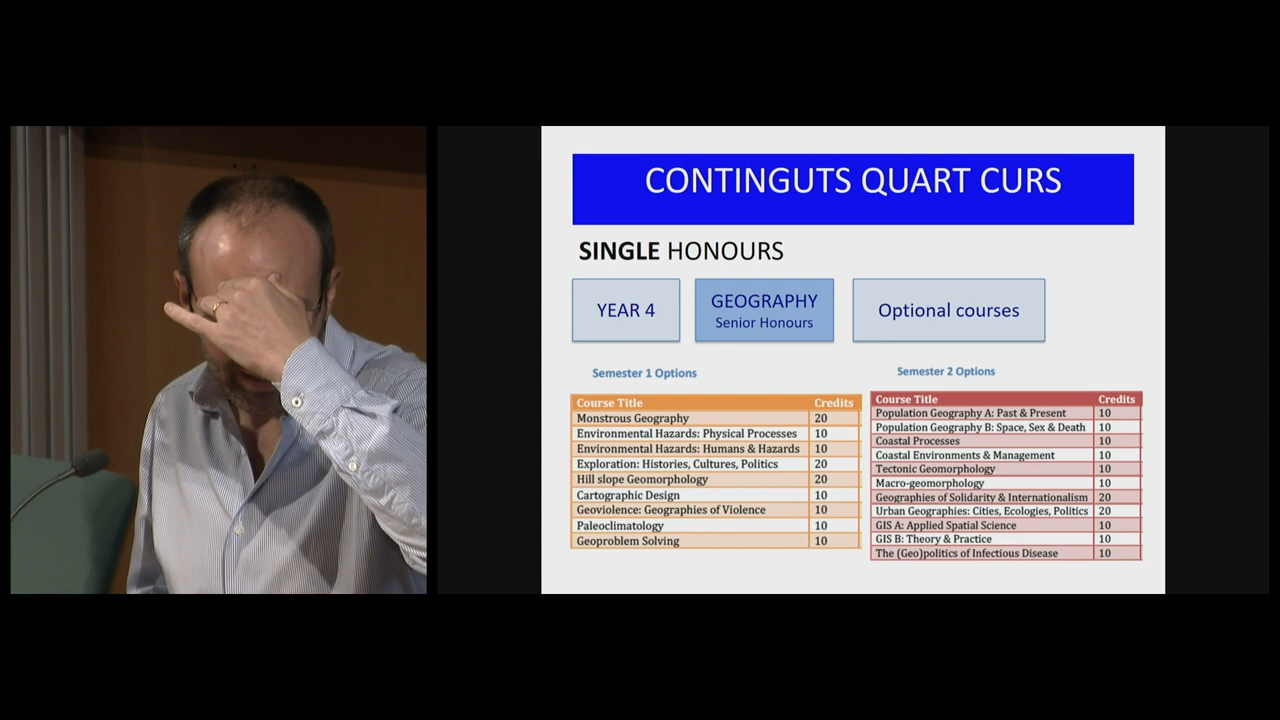 CONTINGUTS QUART CURS
SINGLE HONOURS
YEAR 4
GEOGRAPHY
Senior Honours
Optional courses
Semester 1 Options
Course Title Credits
Monstrous Geography 20
Environmental Hazards: Physical Processes 10
Environmental Hazards: Humans & Hazards 10
Exploration: Histories, Cultures, Politics 20
Hill slope Geomorphology 20
Cartographic Design 10
Geoviolence: Geographies of Violence 10
Paleoclimatology 10
Geoproblem Solving 10
Semester 2 Options
Course Title Credits
Population Geography A: Past & Present 10
Population Geography B: Space, Sex & Death 10
Coastal Processes 10
Coastal Environments & Management 10
Tectonic Geomorphology 10
Macro-geomorphology 10
Geographies of Solidarity & Internationalism 20
Urban Geographies: Cities, Ecologies, Politics 20
GIS A: Applied Spatial Science 10
GIS B: Theory & Practice 10
The (Geo)politics of Infectious Disease 10